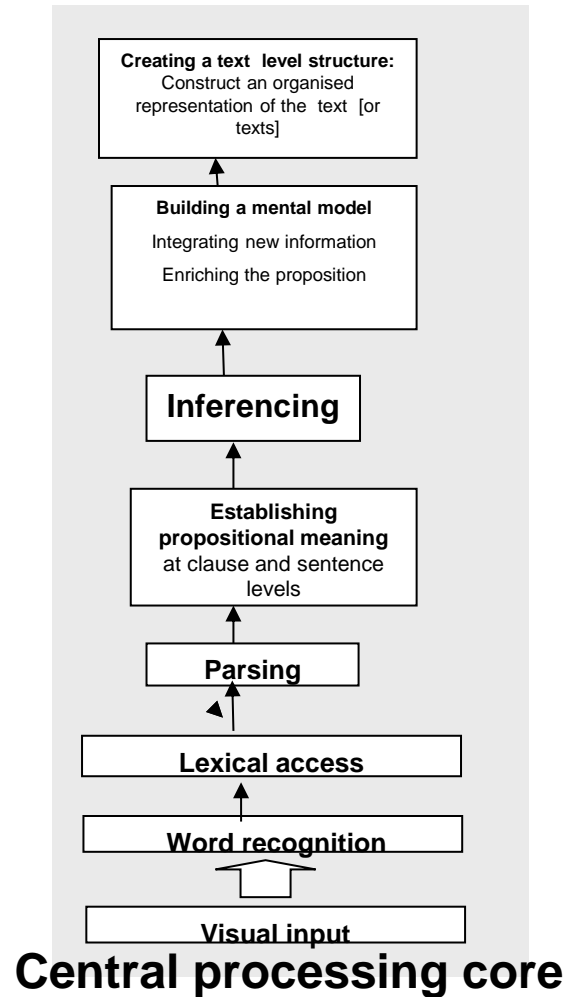 Creating a text level structure:
Construct an organised
representation of the text [or
texts]
Building a mental model
Integrating new information
Enriching the proposition
Inferencing
Establishing
propositional meaning
at clause and sentence
levels
Parsing
Lexical access
Word recognition
Visual input
Central processing core